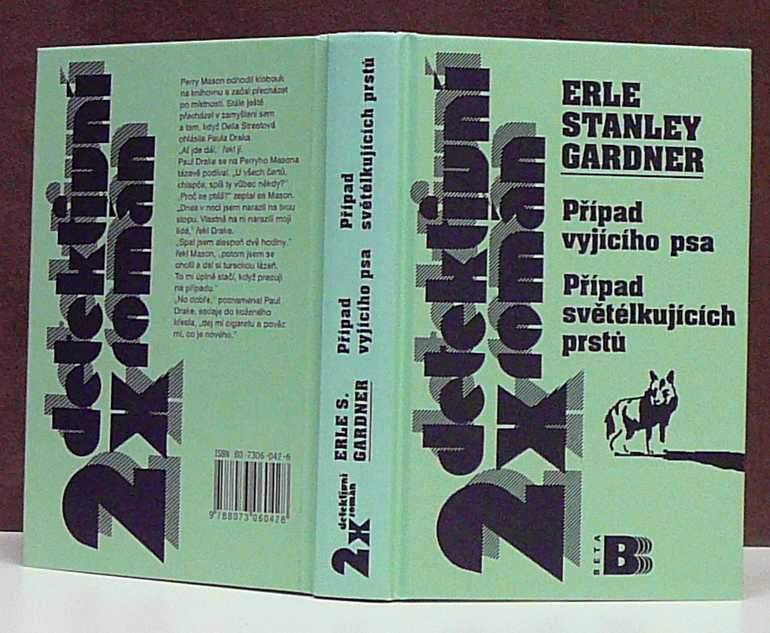 2x detektivní
román
Perry Mason odhodil klobouk
na knihovnu a začal přecházet
po místnosti. Stále ještě
přecházel v zamyšlení sem
a tam, když Della Streetová
ohlásila Paula Drakea.
„Ať jde dál,“ řekl jí.
Paul Drake se na Perryho Masona
tázavě podíval. „U všech čertů,
chlapče, spíš ty vůbec někdy?“
„Proč se ptáš?“ zeptal se Mason.
„Dnes v noci jsem narazil na tvou
stopu. Vlastně na ni narazili moji
lidé,“ řekl Drake.
„Spal jsem alespoň dvě hodiny,“
řekl Mason, „potom jsem se
oholil a dal si tureckou lázeň.
To mi úplně stačí, když pracuji
na případu.“
„No dobře,“ poznamenal Paul
Drake, sedaje do koženého
křesla, „dej mi cigaretu a pověz
mi, co je nového.“
ISBN 80-7306-042-6
9 788073 060428
2x detektivní
román
ERLE S.
GARDNER
Případ
vyjícího psa
Případ
světélkujících prstů
2x detektivní
román
ERLE
STANLEY
GARDNER
Případ
vyjícího psa
Případ
světélkujících
prstů
BETA
B